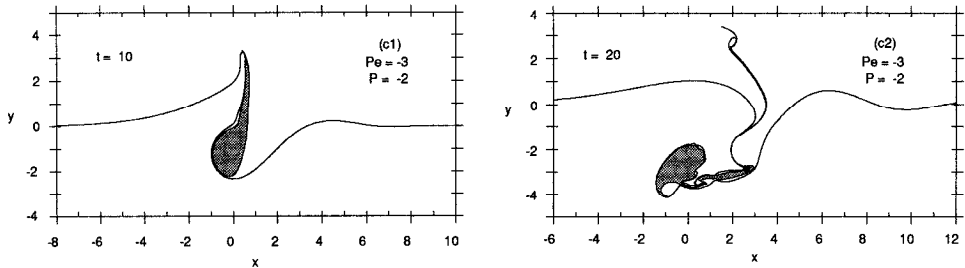 4
2
y
0
-2
-4
t = 10
(c1)
Pe = -3
P = -2
-8 -6 -4 -2 0 2 4 6 8 10
x
4
2
y
0
-2
-4
t = 20
(c2)
Pe = -3
P = -2
-6 -4 -2 0 2 4 6 8 10 12
x